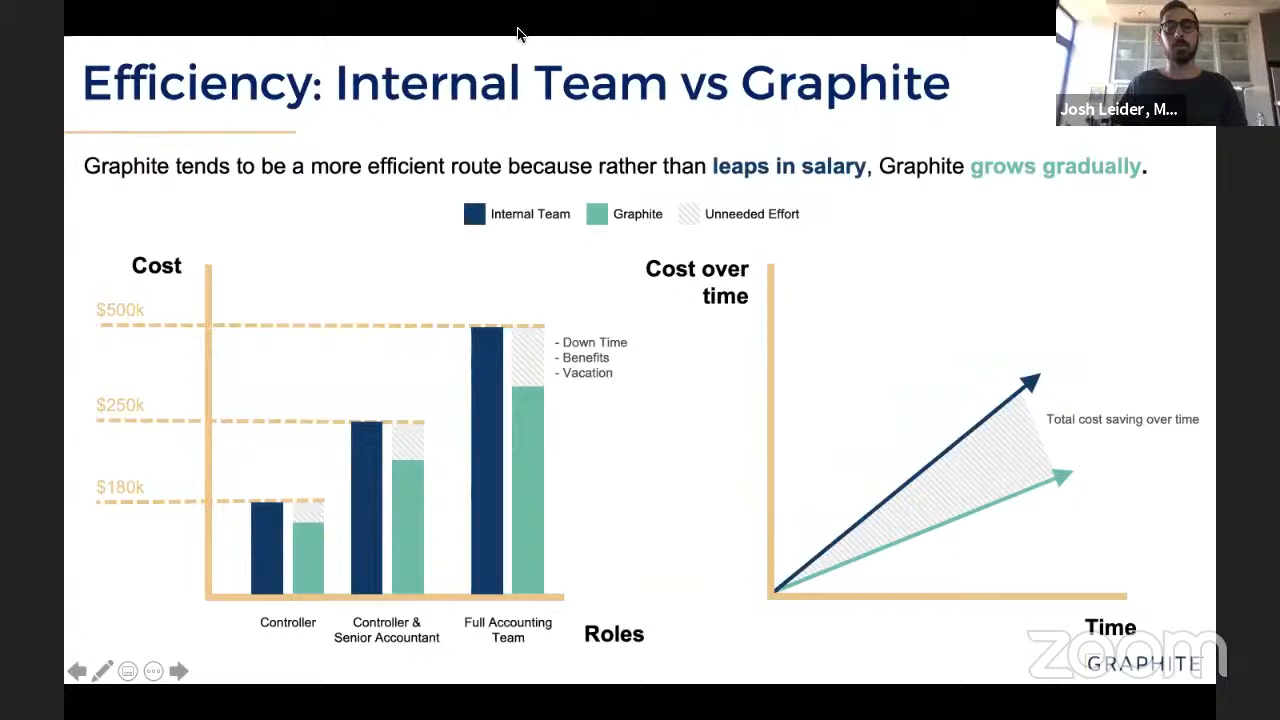 Efficiency: Internal Team vs Graphite
Josh Leider, M...
Graphite tends to be a more efficient route because rather than leaps in salary, Graphite grows gradually.
Internal Team
Graphite
Unneeded Effort
Cost
$500k
$250k
$180k
- Down Time
- Benefits
- Vacation
Controller
Controller &
Senior Accountant
Full Accounting
Team
Roles
Cost over
time
Total cost saving over time
Time
zoom
GRAPHITE